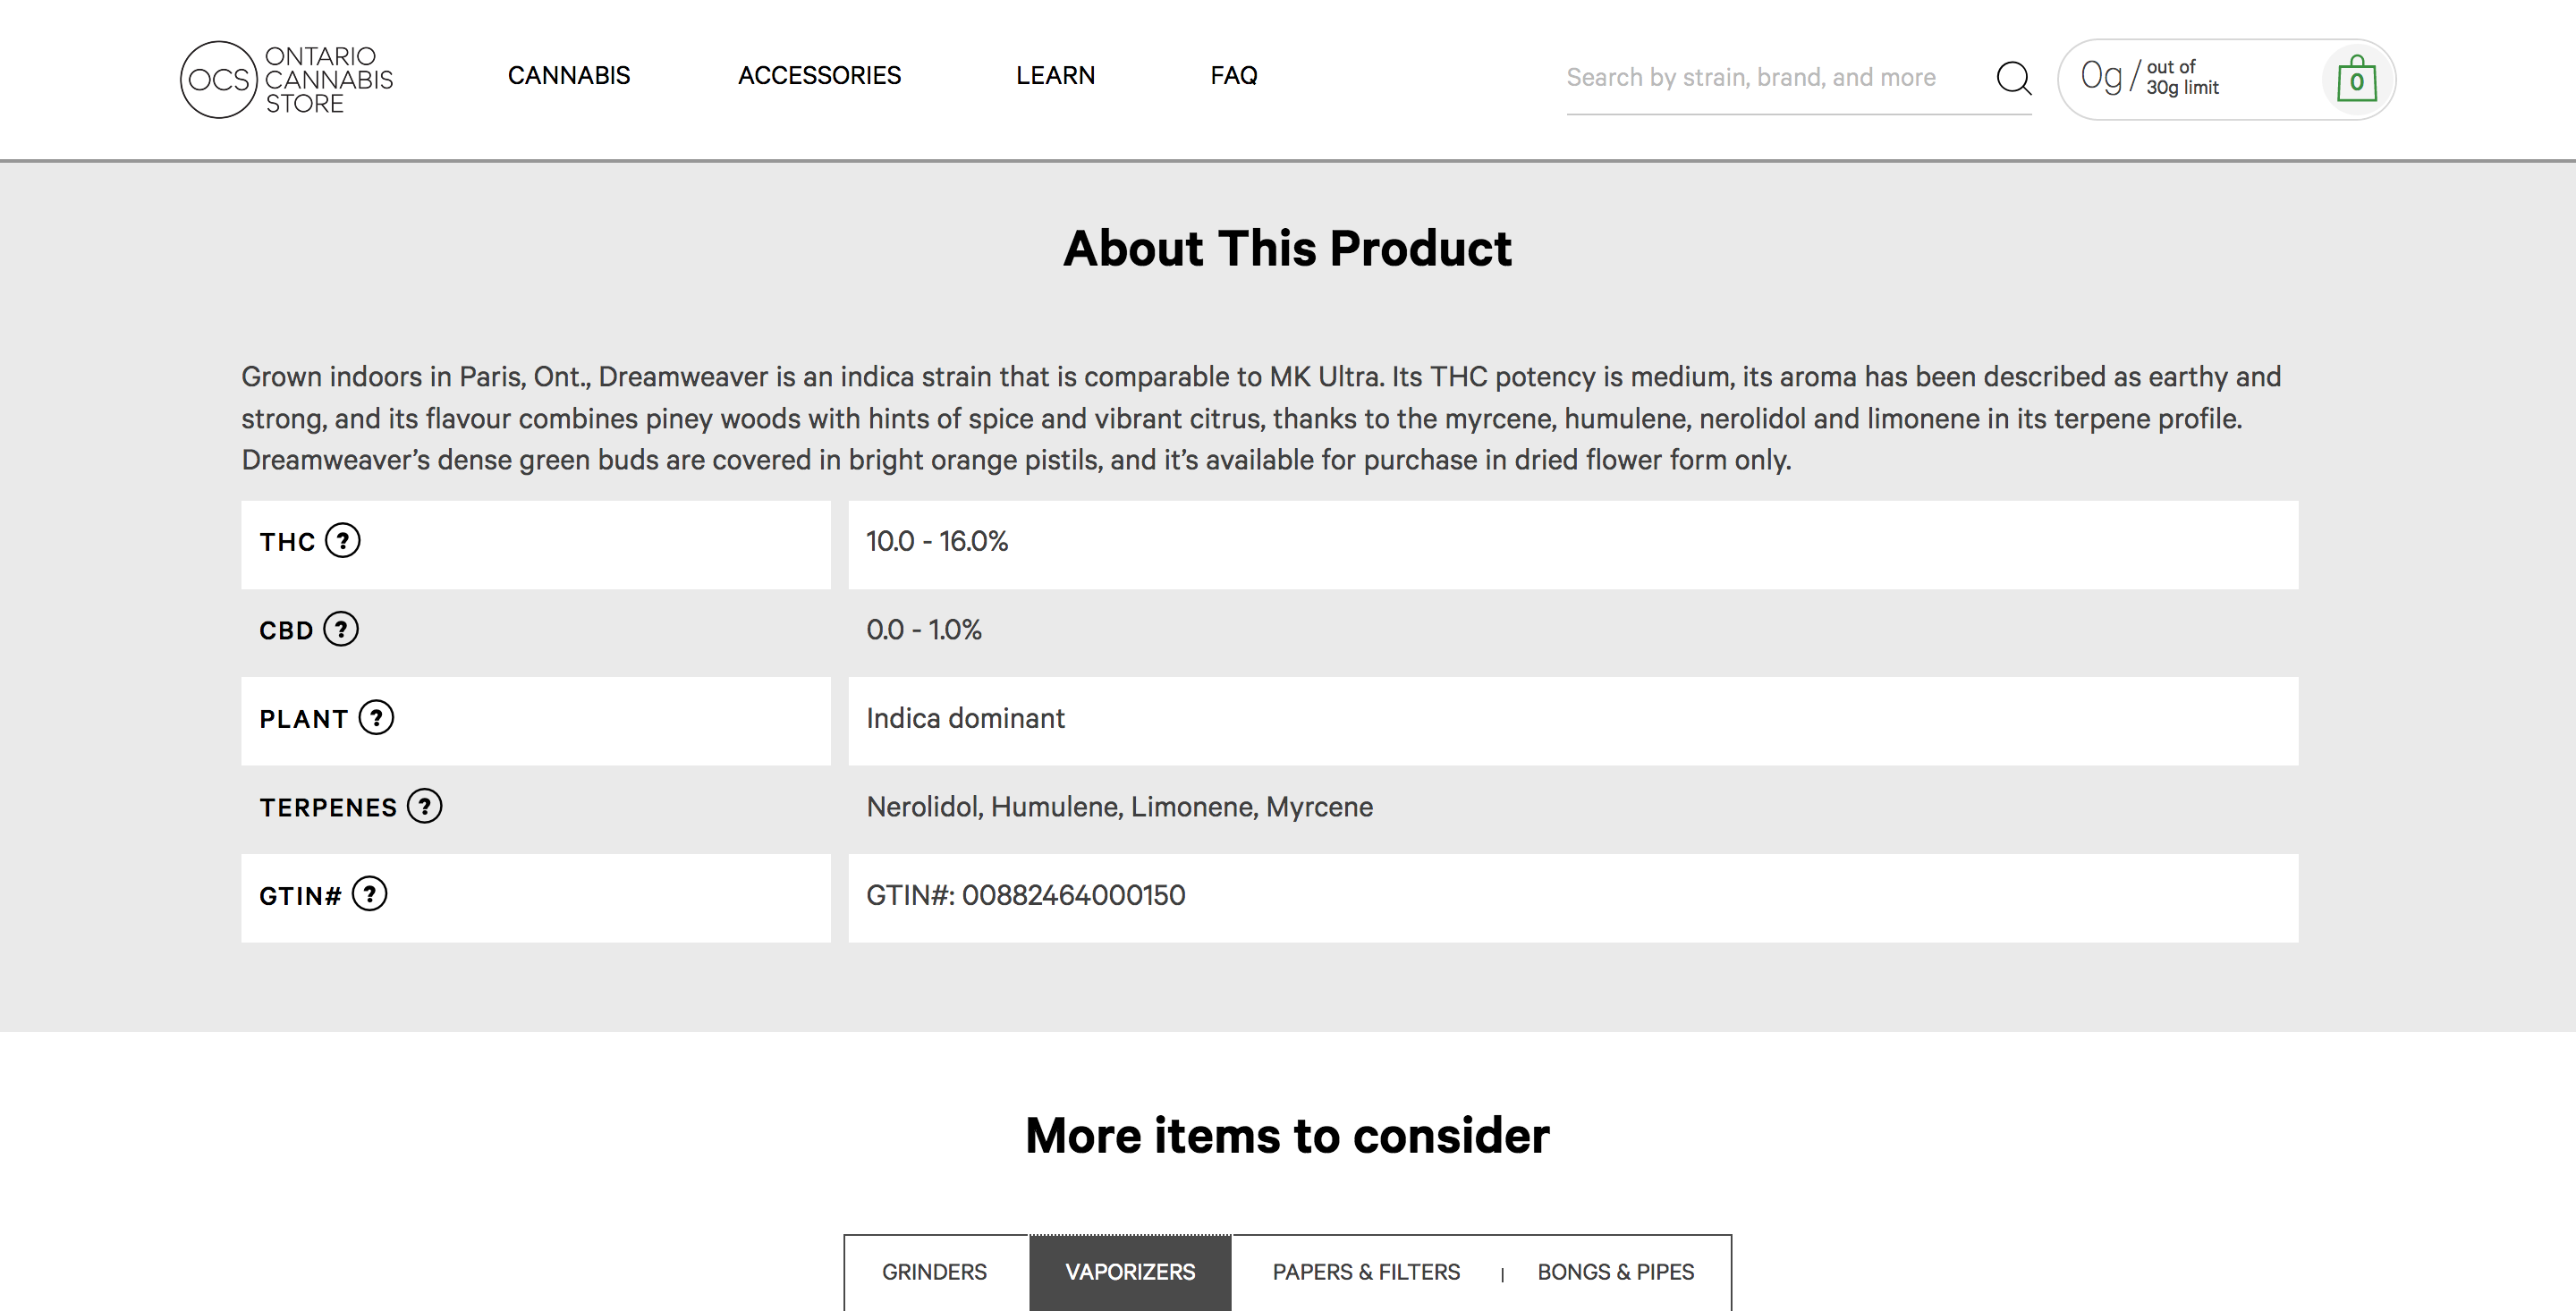 OCS
ONTARIO
CANNABIS
STORE
CANNABIS
ACCESSORIES
LEARN
FAQ
Search by strain, brand, and more
0g / out of
30g limit
0
About This Product
Grown indoors in Paris, Ont., Dreamweaver is an indica strain that is comparable to MK Ultra. Its THC potency is medium, its aroma has been described as earthy and
strong, and its flavour combines piney woods with hints of spice and vibrant citrus, thanks to the myrcene, humulene, nerolidol and limonene in its terpene profile.
Dreamweaver’s dense green buds are covered in bright orange pistils, and it’s available for purchase in dried flower form only.
THC ? 10.0 - 16.0%
CBD ? 0.0 - 1.0%
PLANT ? Indica dominant
TERPENES ? Nerolidol, Humulene, Limonene, Myrcene
GTIN# ? GTIN#: 00882464000150
More items to consider
GRINDERS VAPORIZERS PAPERS & FILTERS | BONGS & PIPES